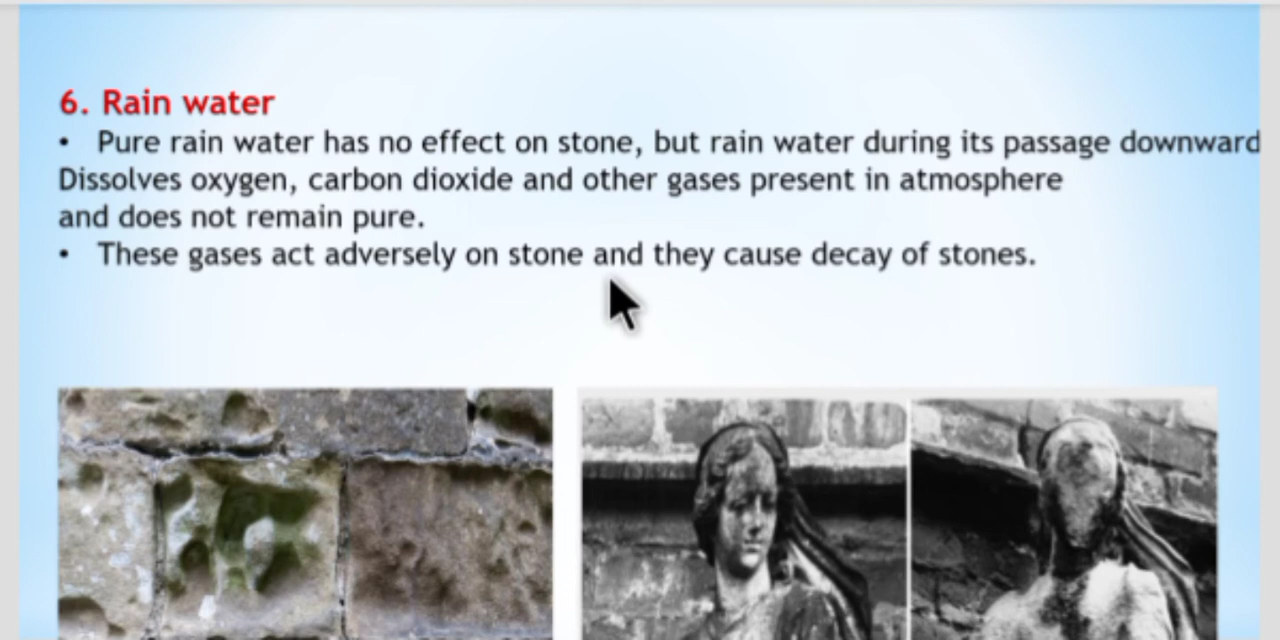 6. Rain water
• Pure rain water has no effect on stone, but rain water during its passage downward
Dissolves oxygen, carbon dioxide and other gases present in atmosphere
and does not remain pure.
• These gases act adversely on stone and they cause decay of stones.